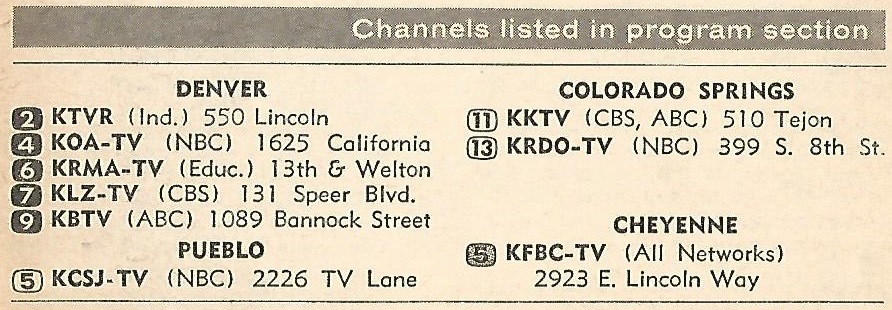 Channels listed in program section
DENVER
2 KTVR (Ind.) 550 Lincoln
4 KOA-TV (NBC) 1625 California
6 KRMA-TV (Educ.) 13th & Welton
7 KLZ-TV (CBS) 131 Speer Blvd.
9 KBTV (ABC) 1089 Bannock Street
PUEBLO
5 KCSJ-TV (NBC) 2226 TV Lane
COLORADO SPRINGS
11 KKTV (CBS, ABC) 510 Tejon
13 KRDO-TV (NBC) 399 S. 8th St.
CHEYENNE
5 KFBC-TV (All Networks)
2923 E. Lincoln Way